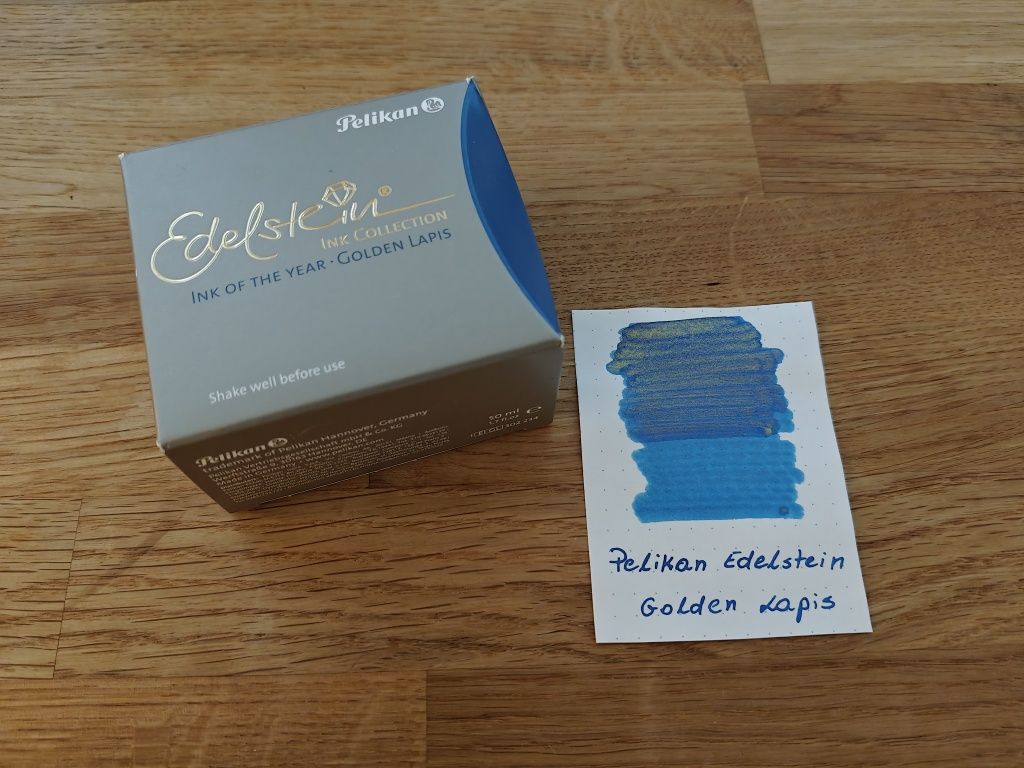 Pelikan
Edelstein®
INK COLLECTION
INK OF THE YEAR · GOLDEN LAPIS
Shake well before use
Pelikan
trademark of Pelikan Hannover, Germany
50 ml
Pelikan Edelstein
Golden Lapis